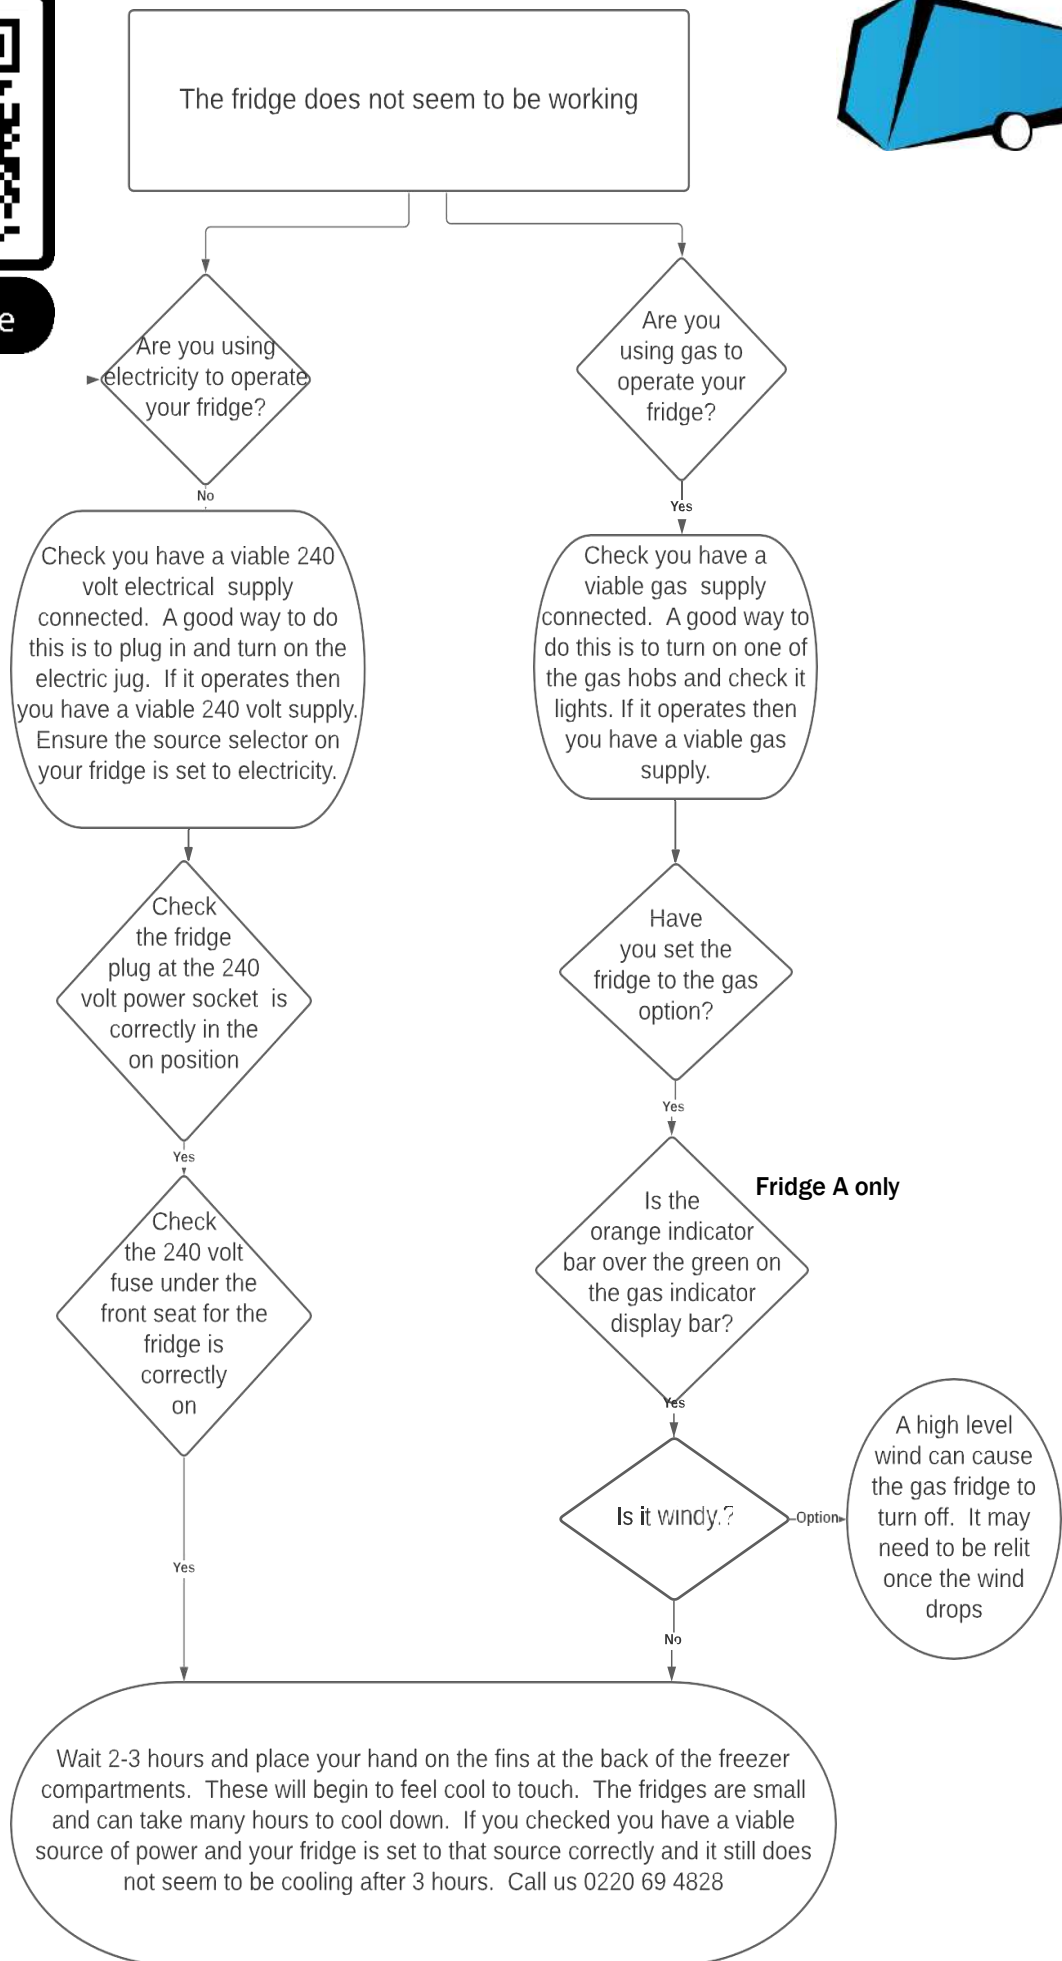 The fridge does not seem to be working
e
Are you using
electricity to operate
your fridge?
No
Check you have a viable 240
volt electrical supply
connected. A good way to do
this is to plug in and turn on the
electric jug. If it operates then
you have a viable 240 volt supply.
Ensure the source selector on
your fridge is set to electricity.
Check
the fridge
plug at the 240
volt power socket is
correctly in the
on position
Yes
Check
the 240 volt
fuse under the
front seat for the
fridge is
correctly
on
Yes
Are you
using gas to
operate your
fridge?
Yes
Check you have a
viable gas supply
connected. A good way to
do this is to turn on one of
the gas hobs and check it
lights. If it operates then
you have a viable gas
supply.
Have
you set the
fridge to the gas
option?
Yes
Fridge A only
Is the
orange indicator
bar over the green on
the gas indicator
display bar?
Yes
Is it windy.?
Option
A high level
wind can cause
the gas fridge to
turn off. It may
need to be relit
once the wind
drops
No
Wait 2-3 hours and place your hand on the fins at the back of the freezer
compartments. These will begin to feel cool to touch. The fridges are small
and can take many hours to cool down. If you checked you have a viable
source of power and your fridge is set to that source correctly and it still does
not seem to be cooling after 3 hours. Call us 0220 69 4828